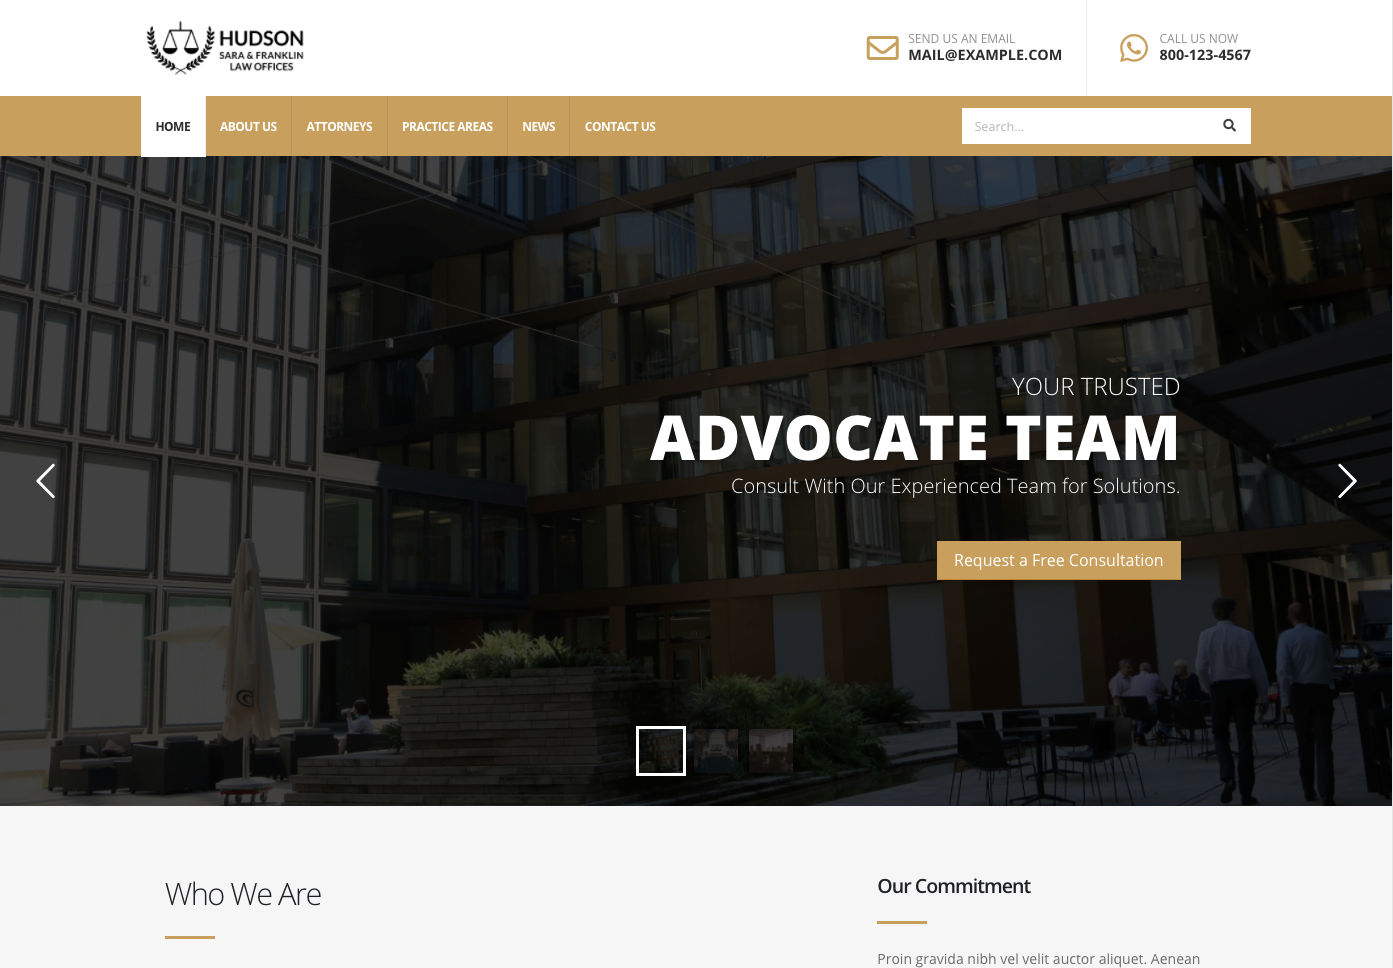 HUDSON
SARA & FRANKLIN
LAW OFFICES
SEND US AN EMAIL
MAIL@EXAMPLE.COM
CALL US NOW
800-123-4567
HOME
ABOUT US
ATTORNEYS
PRACTICE AREAS
NEWS
CONTACT US
Search...
YOUR TRUSTED
ADVOCATE TEAM
Consult With Our Experienced Team for Solutions.
Request a Free Consultation
Who We Are
Our Commitment
Proin gravida nibh vel velit auctor aliquet. Aenean